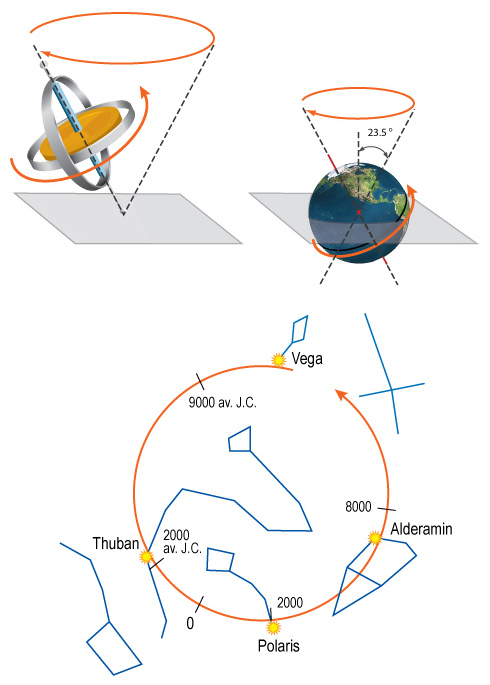 23.5°
x
Vega
9000 av. J.C.
8000
Alderamin
Thuban
2000
av. J.C.
2000
0
Polaris